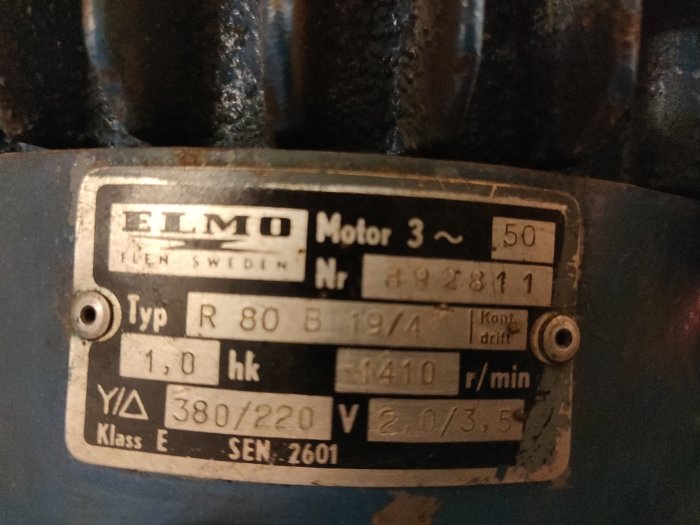 ELMO
FLEN SWEDEN
Motor 3 ~ 50
Nr 892811
Typ R 80 B 19/4 Kont. drift
1,0 hk 1410 r/min
Y/Δ 380/220 V 2,0/3,5
Klass E SEN 2601